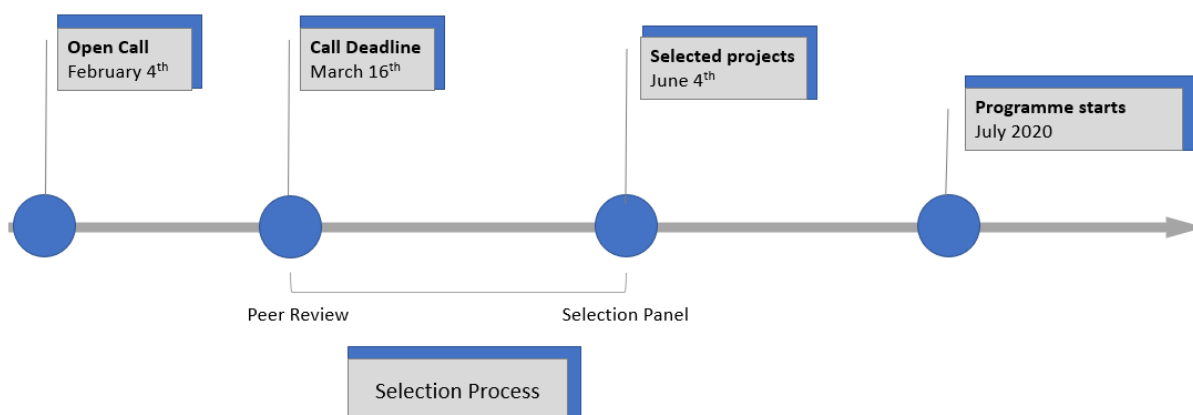 Open Call
February 4th
Call Deadline
March 16th
Selected projects
June 4th
Programme starts
July 2020
Peer Review
Selection Panel
Selection Process